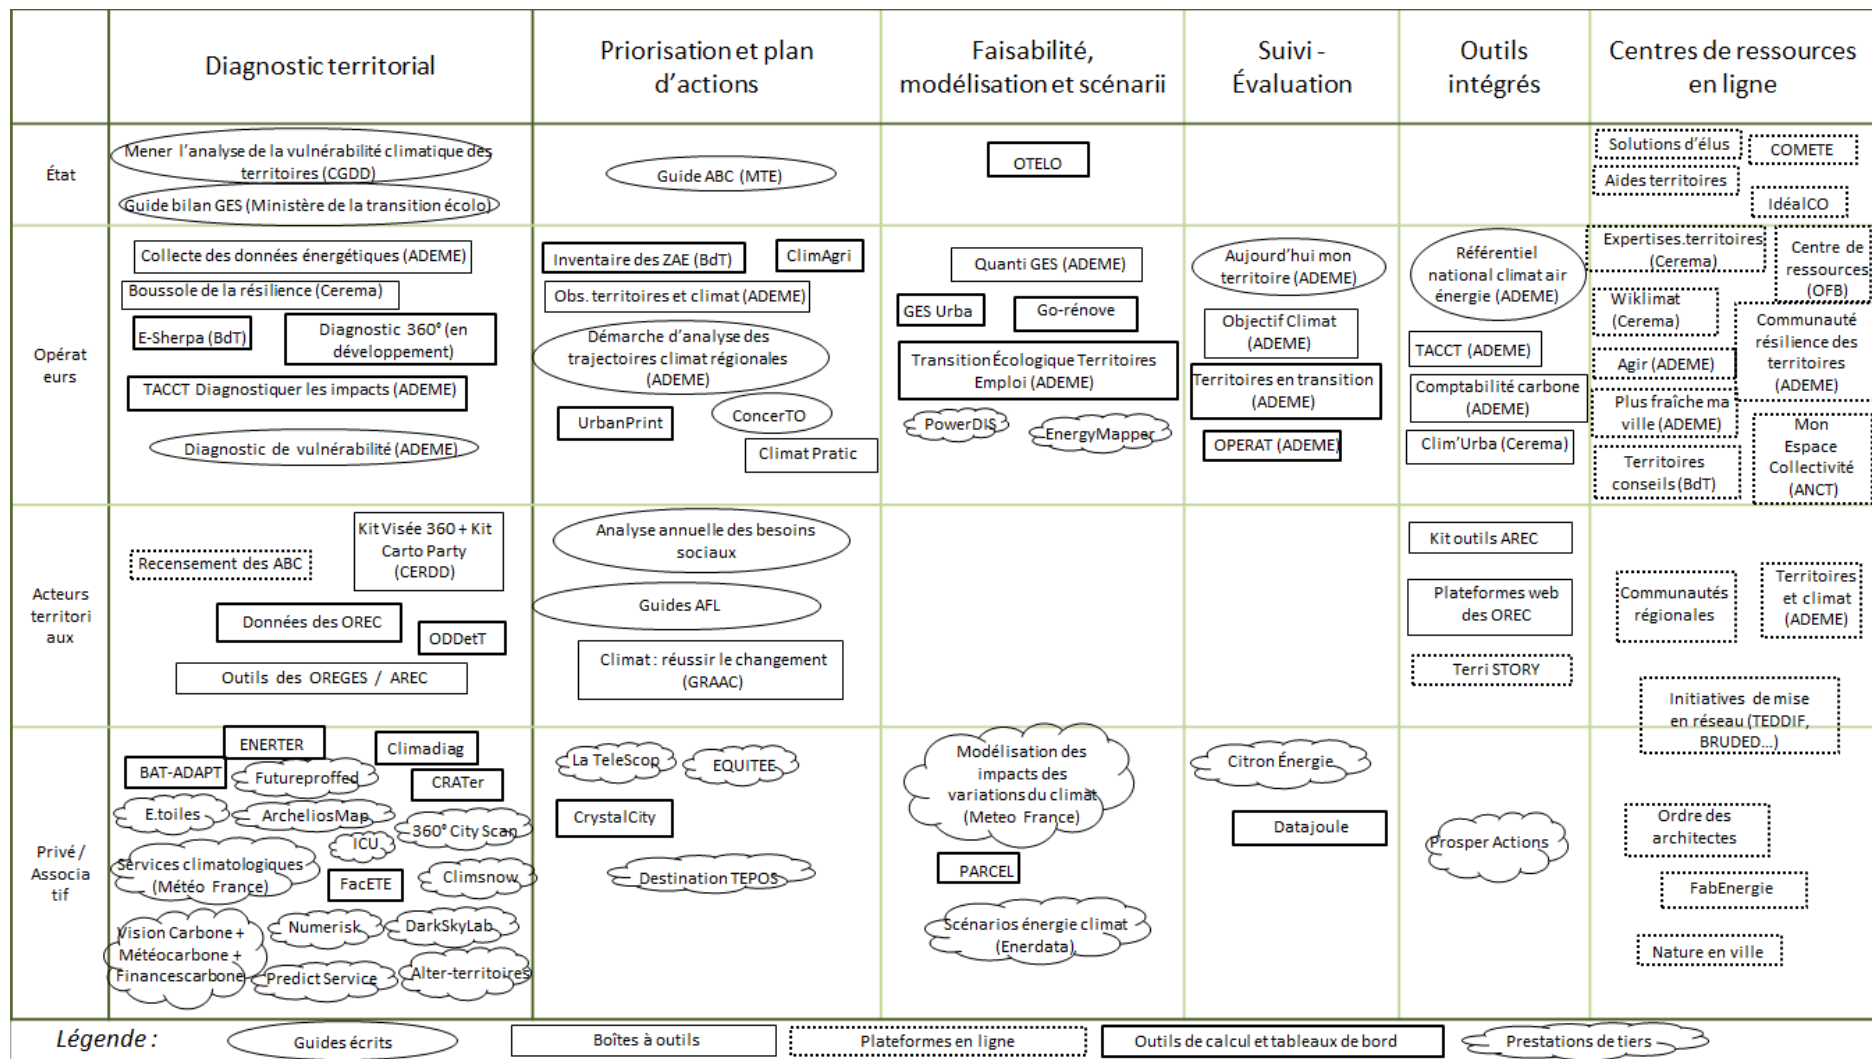 Diagnostic territorial
Priorisation et plan
d'actions
Faisabilité,
modélisation et scénarii
Suivi -
Évaluation
Outils
intégrés
Centres de ressources
en ligne
État
Mener l'analyse de la vulnérabilité climatique des
territoires (CGDD)
Guide bilan GES (Ministère de la transition écolo)
Guide ABC (MTE)
OTELO
Solutions d'élus
COMETE
Aides territoires
IdéalCO
Opérat
eurs
Collecte des données énergétiques (ADEME)
Boussole de la résilience (Cerema)
E-Sherpa (BdT)
Diagnostic 360° (en
développement)
TACCT Diagnostiquer les impacts (ADEME)
Diagnostic de vulnérabilité (ADEME)
Inventaire des ZAE (BdT)
ClimAgri
Obs. territoires et climat (ADEME)
Démarche d'analyse des
trajectoires climat régionales
(ADEME)
UrbanPrint
ConcerTO
Climat Pratic
Quanti GES (ADEME)
GES Urba
Go-rénove
Transition Écologique Territoires
Emploi (ADEME)
PowerDIS
EnergyMapper
Aujourd'hui mon
territoire (ADEME)
Objectif Climat
(ADEME)
Territoires en transition
(ADEME)
OPERAT (ADEME)
Référentiel
national climat air
énergie (ADEME)
TACCT (ADEME)
Comptabilité carbone
(ADEME)
Clim'Urba (Cerema)
Expertises.territoires
(Cerema)
Centre de
ressources
(OFB)
Wiklimat
(Cerema)
Communauté
résilience des
territoires
(ADEME)
Agir (ADEME)
Plus fraîche ma
ville (ADEME)
Mon
Espace
Collectivité
(ANCT)
Territoires
conseils (BdT)
Acteurs
territori
aux
Recensement des ABC
Kit Visée 360 + Kit
Carto Party
(CERDD)
Données des OREC
ODDetT
Outils des OREGES / AREC
Analyse annuelle des besoins
sociaux
Guides AFL
Climat : réussir le changement
(GRAAC)
Kit outils AREC
Plateformes web
des OREC
Terri STORY
Communautés
régionales
Territoires
et climat
(ADEME)
Initiatives de mise
en réseau (TEDDIF,
BRUDED...)
Privé /
Associa
tif
ENERTER
Climadiag
BAT-ADAPT
Futureproffed
CRATer
E.toiles
ArcheliosMap
360° City Scan
ICU
Services climatologiques
(Météo France)
FacETE
Climsnow
Vision Carbone +
Météocarbone +
Financescarbone
Numerisk
DarkSkyLab
Predict Service
Alter-territoires
La TeleScop
EQUITEE
CrystalCity
Destination TEPOS
Modélisation des
impacts des
variations du climat
(Meteo France)
PARCEL
Scénarios énergie climat
(Enerdata)
Citron Énergie
Datajoule
Prosper Actions
Ordre des
architectes
FabEnergie
Nature en ville
Légende :
Guides écrits
Boîtes à outils
Plateformes en ligne
Outils de calcul et tableaux de bord
Prestations de tiers